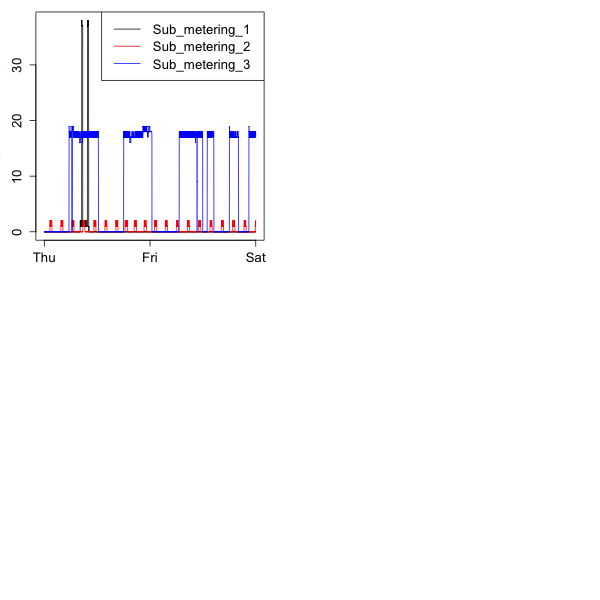 Sub_metering_1
Sub_metering_2
Sub_metering_3
30
20
10
0
Thu Fri Sat